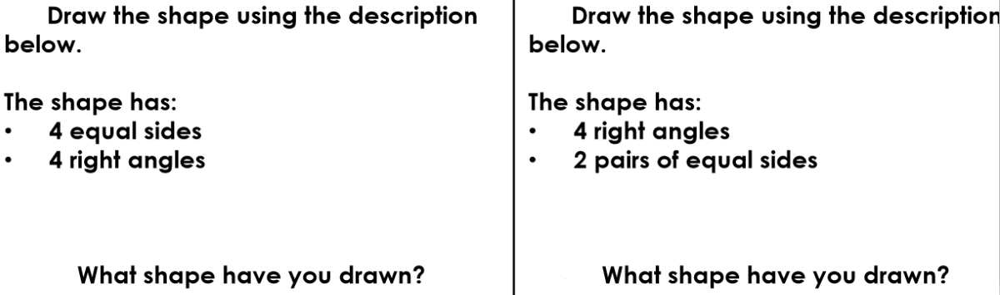 Draw the shape using the description
below.
The shape has:
• 4 equal sides
• 4 right angles
What shape have you drawn?
Draw the shape using the description
below.
The shape has:
• 4 right angles
• 2 pairs of equal sides
What shape have you drawn?